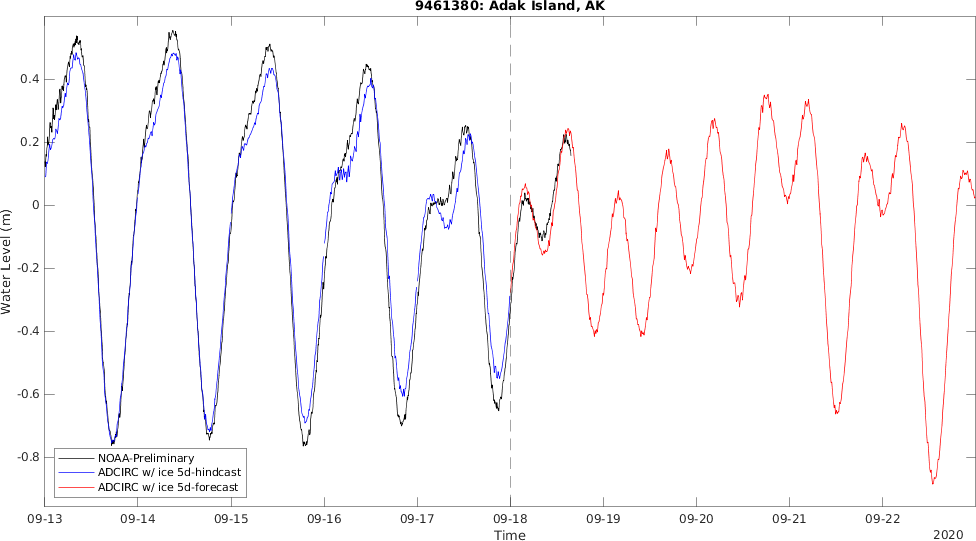 9461380: Adak Island, AK
0.4
0.2
0
-0.2
-0.4
-0.6
-0.8
Water Level (m)
NOAA-Preliminary
ADCIRC w/ ice 5d-hindcast
ADCIRC w/ ice 5d-forecast
09-13 09-14 09-15 09-16 09-17 09-18 09-19 09-20 09-21 09-22
Time
2020